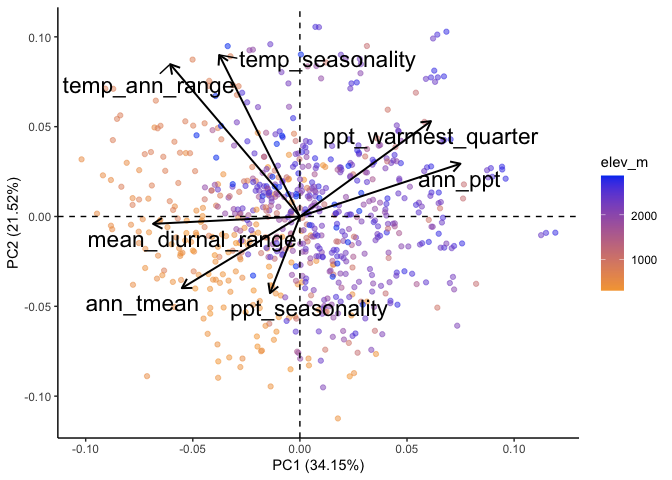 0.10
0.05
0.00
-0.05
-0.10
PC2 (21.52%)
temp_seasonality
temp_ann_range
ppt_warmest_quarter
ann_ppt
mean_diurnal_range
ann_tmean
ppt_seasonality
-0.10
-0.05
0.00
0.05
0.10
PC1 (34.15%)
elev_m
2000
1000